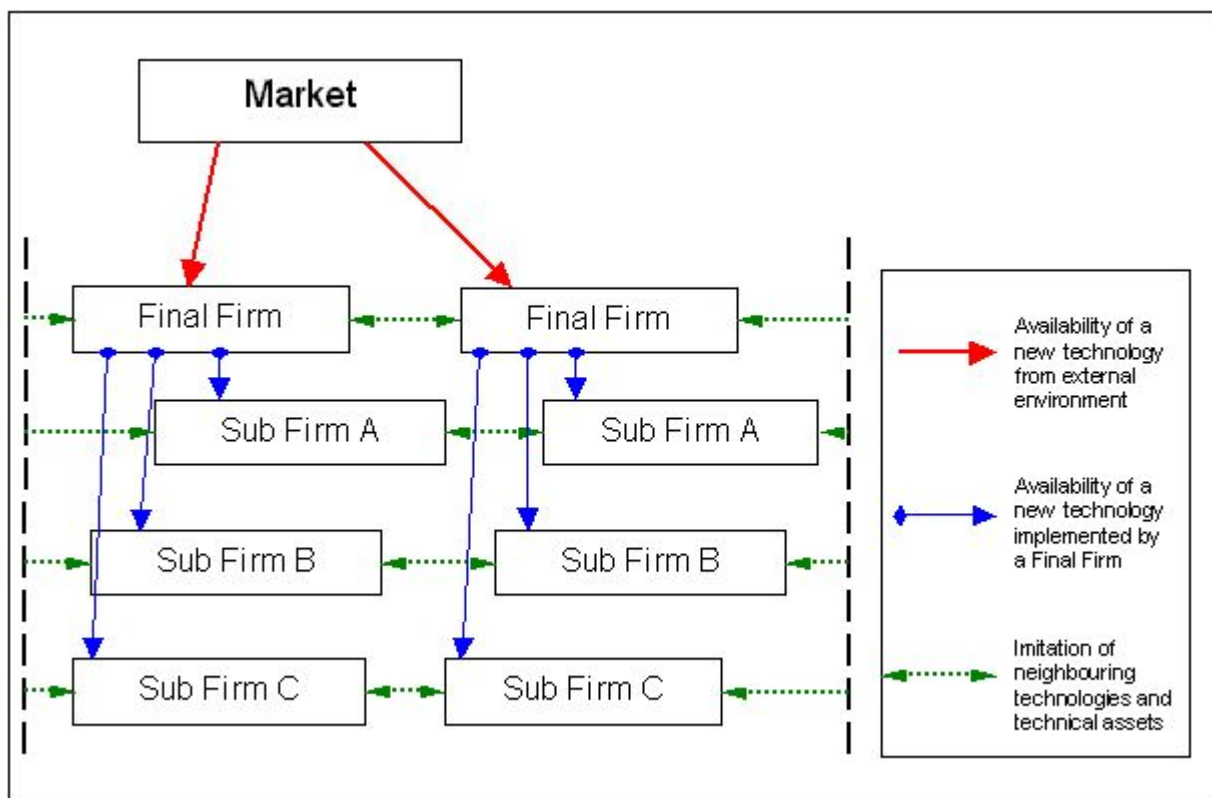 Market
Final Firm
Final Firm
Sub Firm A
Sub Firm A
Sub Firm B
Sub Firm B
Sub Firm C
Sub Firm C
Availability of a
new technology
from external
environment
Availability of a
new technology
implemented by
a Final Firm
Imitation of
neighbouring
technologies and
technical assets